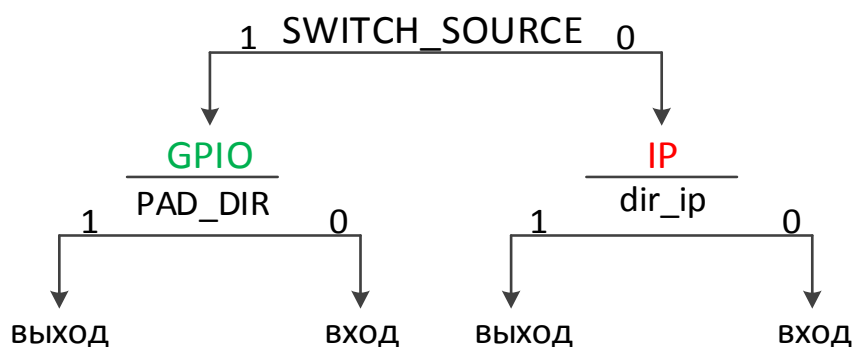 1 SWITCH_SOURCE 0
GPIO IP
PAD_DIR dir_ip
1 0 1 0
выход вход выход вход